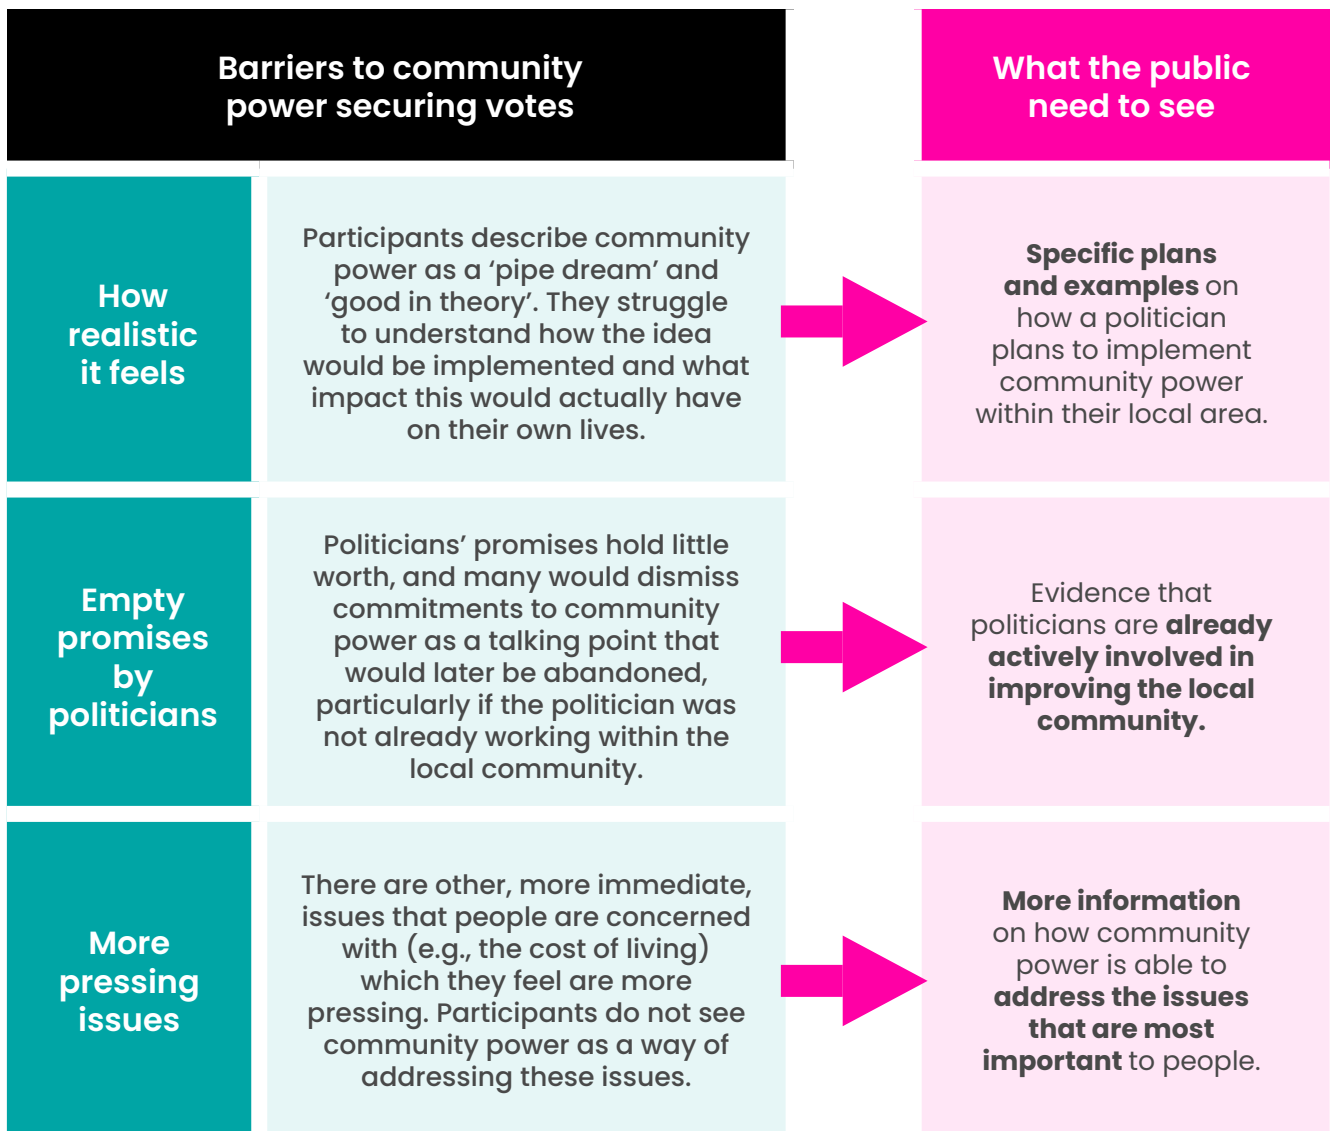 Barriers to community
power securing votes
What the public
need to see
How
realistic
it feels
Participants describe community
power as a ‘pipe dream’ and
‘good in theory’. They struggle
to understand how the idea
would be implemented and what
impact this would actually have
on their own lives.
Specific plans
and examples on
how a politician
plans to implement
community power
within their local area.
Empty
promises
by
politicians
Politicians’ promises hold little
worth, and many would dismiss
commitments to community
power as a talking point that
would later be abandoned,
particularly if the politician was
not already working within the
local community.
Evidence that
politicians are already
actively involved in
improving the local
community.
More
pressing
issues
There are other, more immediate,
issues that people are concerned
with (e.g., the cost of living)
which they feel are more
pressing. Participants do not see
community power as a way of
addressing these issues.
More information
on how community
power is able to
address the issues
that are most
important to people.